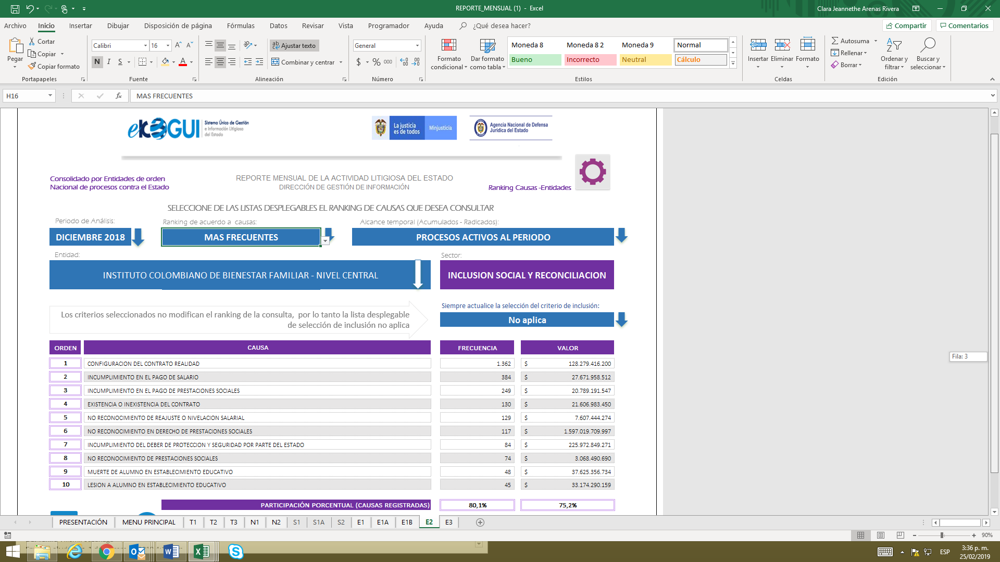 REPORTE_MENSUAL (1) - Excel
Clara Jeannethe Arenas Rivera
Archivo Inicio Insertar Dibujar Disposición de página Fórmulas Datos Revisar Vista Programador Ayuda ¿Qué desea hacer? Compartir Comentarios
Pegar
Cortar
Copiar
Copiar formato
Portapapeles
Calibri 16
N I S
Fuente
Ajustar texto
Combinar y centrar
Alineación
General
$ % 000
Número
Formato condicional
Dar formato como tabla
Moneda 8 Moneda 8 2 Moneda 9 Normal
Bueno Incorrecto Neutral Cálculo
Estilos
Insertar Eliminar Formato
Celdas
Autosuma
Rellenar
Borrar
Ordenar y filtrar
Buscar y seleccionar
Edición
H16 fx MAS FRECUENTES
eKOGUI Sistema Único de Gestión
e Información Litigiosa
del Estado
La justicia
es de todos
Minjusticia
Agencia Nacional de Defensa
Jurídica del Estado
Consolidado por Entidades de orden
Nacional de procesos contra el Estado
REPORTE MENSUAL DE LA ACTIVIDAD LITIGIOSA DEL ESTADO
DIRECCIÓN DE GESTIÓN DE INFORMACIÓN
Ranking Causas -Entidades
SELECCIONE DE LAS LISTAS DESPLEGABLES EL RANKING DE CAUSAS QUE DESEA CONSULTAR
Periodo de Análisis: Ranking de acuerdo a causas: Alcance temporal (Acumulados - Radicados):
DICIEMBRE 2018 MAS FRECUENTES PROCESOS ACTIVOS AL PERIODO
Entidad: Sector:
INSTITUTO COLOMBIANO DE BIENESTAR FAMILIAR - NIVEL CENTRAL INCLUSION SOCIAL Y RECONCILIACION
Siempre actualice la selección del criterio de inclusión:
Los criterios seleccionados no modifican el ranking de la consulta, por lo tanto la lista desplegable
de selección de inclusión no aplica
No aplica
ORDEN CAUSA FRECUENCIA VALOR
1 CONFIGURACION DEL CONTRATO REALIDAD 1.362 $ 128.279.416.200
2 INCUMPLIMIENTO EN EL PAGO DE SALARIO 384 $ 27.671.958.512
3 INCUMPLIMIENTO EN EL PAGO DE PRESTACIONES SOCIALES 249 $ 20.789.191.547
4 EXISTENCIA O INEXISTENCIA DEL CONTRATO 130 $ 21.606.983.450
5 NO RECONOCIMIENTO DE REAJUSTE O NIVELACION SALARIAL 129 $ 7.607.444.274
6 NO RECONOCIMIENTO EN DERECHO DE PRESTACIONES SOCIALES 117 $ 1.597.019.709.997
7 INCUMPLIMIENTO DEL DEBER DE PROTECCION Y SEGURIDAD POR PARTE DEL ESTADO 84 $ 225.972.849.271
8 NO RECONOCIMIENTO DE PRESTACIONES SOCIALES 74 $ 3.068.490.690
9 MUERTE DE ALUMNO EN ESTABLECIMIENTO EDUCATIVO 48 $ 37.625.356.734
10 LESION A ALUMNO EN ESTABLECIMIENTO EDUCATIVO 45 $ 33.174.290.159
PARTICIPACIÓN PORCENTUAL (CAUSAS REGISTRADAS) 80,1% 75,2%
Fila: 3
PRESENTACIÓN MENU PRINCIPAL T1 T2 T3 N1 N2 S1 S1A S2 E1 E1A E1B E2 E3
90%
ESP
3:36 p. m.
25/02/2019